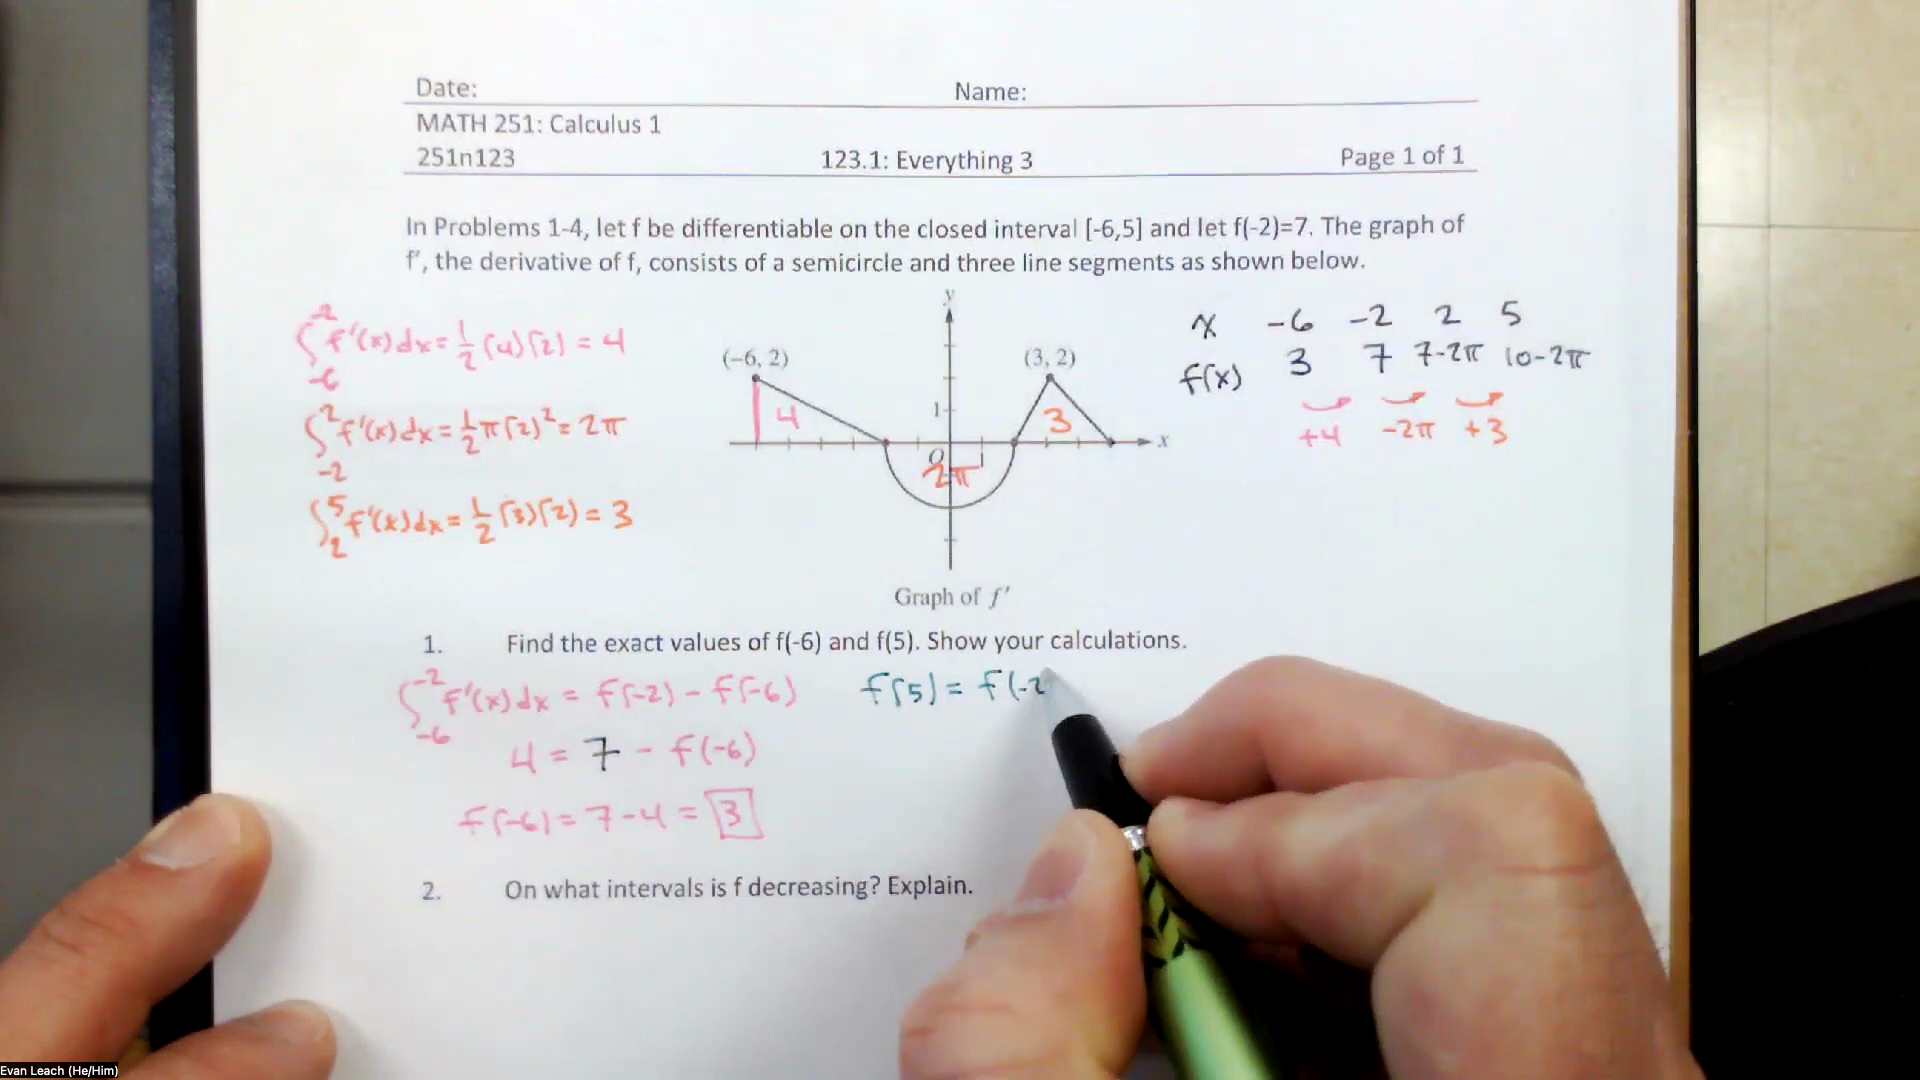 Date: Name:
MATH 251: Calculus 1
251n123 123.1: Everything 3 Page 1 of 1
In Problems 1-4, let f be differentiable on the closed interval [-6,5] and let f(-2)=7. The graph of
f', the derivative of f, consists of a semicircle and three line segments as shown below.
∫_{-6}^{-2} f'(x)dx = 1/2 (4)(2) = 4
∫_{-2}^{2} f'(x)dx = 1/2 π(2)² = 2π
∫_{2}^{5} f'(x)dx = 1/2 (3)(2) = 3
y
(-6, 2) (3, 2)
4 1 3
O 1 x
2π
Graph of f'
x -6 -2 2 5
f(x) 3 7 7-2π 10-2π
+4 -2π +3
1. Find the exact values of f(-6) and f(5). Show your calculations.
∫_{-6}^{-2} f'(x)dx = f(-2) - f(-6) f(5) = f(-2
4 = 7 - f(-6)
f(-6) = 7-4 = 3
2. On what intervals is f decreasing? Explain.
Evan Leach (He/Him)